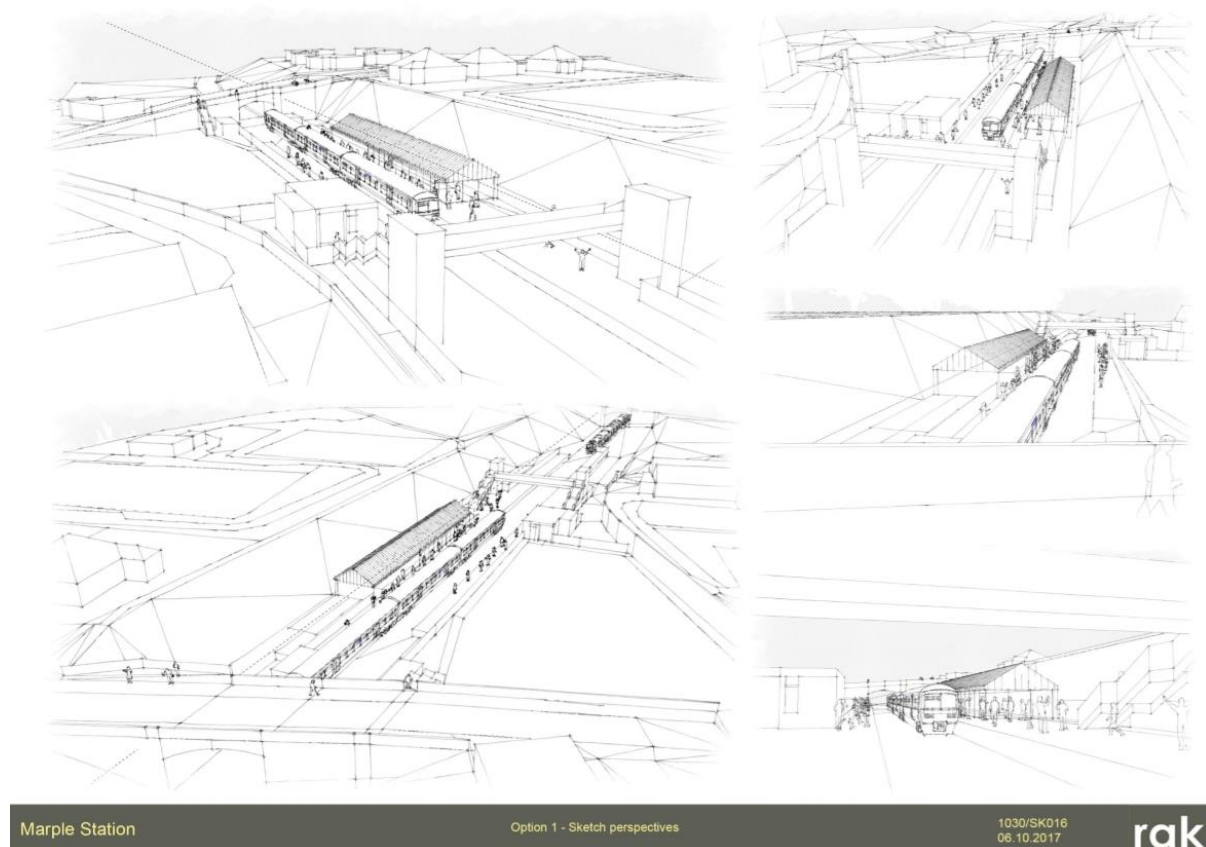 Marple Station
Option 1 - Sketch perspectives
1030/SK016
06.10.2017
rak